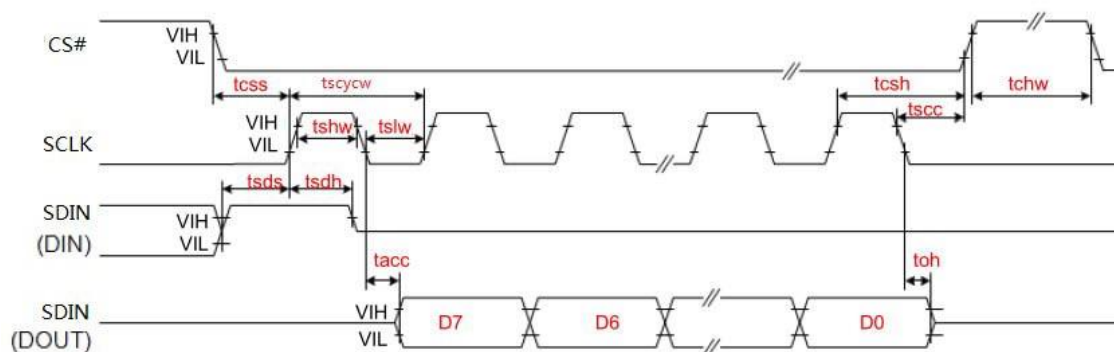 CS#
VIH
VIL
tcss
tscycw
tcsh
tchw
tscc
SCLK
VIH
VIL
tshw
tslw
tsds
tsdh
SDIN
(DIN)
VIH
VIL
tacc
toh
SDIN
(DOUT)
VIH
VIL
D7
D6
D0